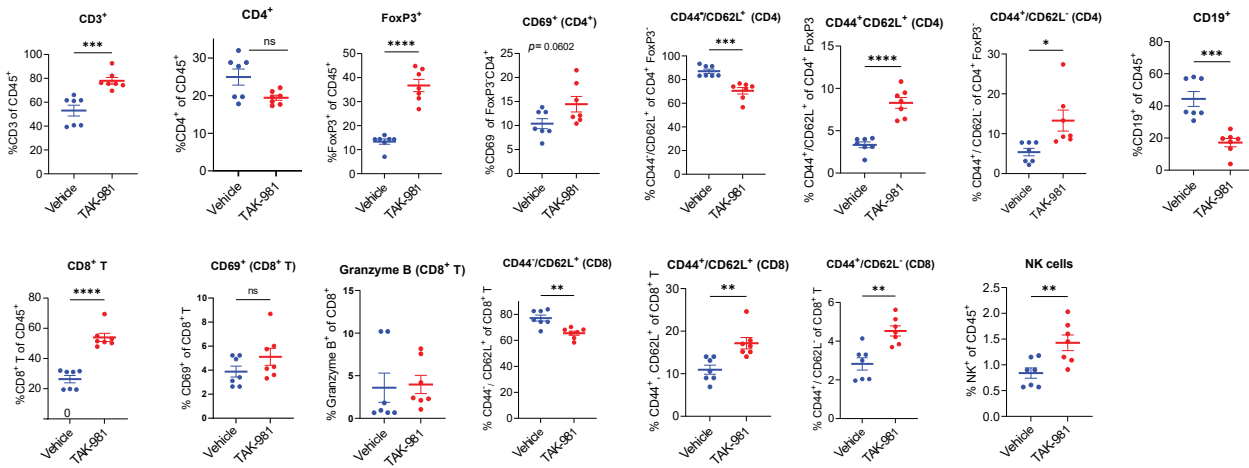 CD3⁺
***
%CD3 of CD45⁺
100
80
60
40
20
0
Vehicle
TAK-981
CD4⁺
ns
%CD4⁺ of CD45⁺
30
20
10
0
Vehicle
TAK-981
FoxP3⁺
****
%FoxP3⁺ of CD45⁺
50
40
30
20
10
0
Vehicle
TAK-981
CD69⁺ (CD4⁺)
p= 0.0602
%CD69 of FoxP3⁻CD4⁺
25
20
15
10
5
0
Vehicle
TAK-981
CD44⁻/CD62L⁺ (CD4)
***
% CD44⁻/CD62L⁺ of CD4⁺ FoxP3⁻
100
80
60
40
20
0
Vehicle
TAK-981
CD44⁺CD62L⁺ (CD4)
****
% CD44⁺/CD62L⁺ of CD4⁺ FoxP3
15
10
5
0
Vehicle
TAK-981
CD44⁺/CD62L⁻ (CD4)
*
% CD44⁺/ CD62L⁻ of CD4⁺ FOXP3⁻
30
20
10
0
Vehicle
TAK-981
CD19⁺
***
%CD19⁺ of CD45⁺
80
60
40
20
0
Vehicle
TAK-981
CD8⁺ T
****
%CD8⁺ T of CD45⁺
80
60
40
20
0
Vehicle
TAK-981
CD69⁺ (CD8⁺ T)
ns
% CD69⁺ of CD8⁺ T
10
8
6
4
2
0
Vehicle
TAK-981
Granzyme B (CD8⁺ T)
% Granzyme B⁺ of CD8⁺
15
10
5
0
Vehicle
TAK-981
CD44⁻/CD62L⁺ (CD8)
**
% CD44⁻/ CD62L⁺ of CD8⁺ T
100
80
60
40
20
0
Vehicle
TAK-981
CD44⁺/CD62L⁺ (CD8)
**
% CD44⁺, CD62L⁺ of CD8⁺ T
30
20
10
0
Vehicle
TAK-981
CD44⁺/CD62L⁻ (CD8)
**
% CD44⁺/ CD62L⁻ of CD8⁺ T
8
6
4
2
0
Vehicle
TAK-981
NK cells
**
% NK⁺ of CD45⁺
2.5
2.0
1.5
1.0
0.5
0.0
Vehicle
TAK-981